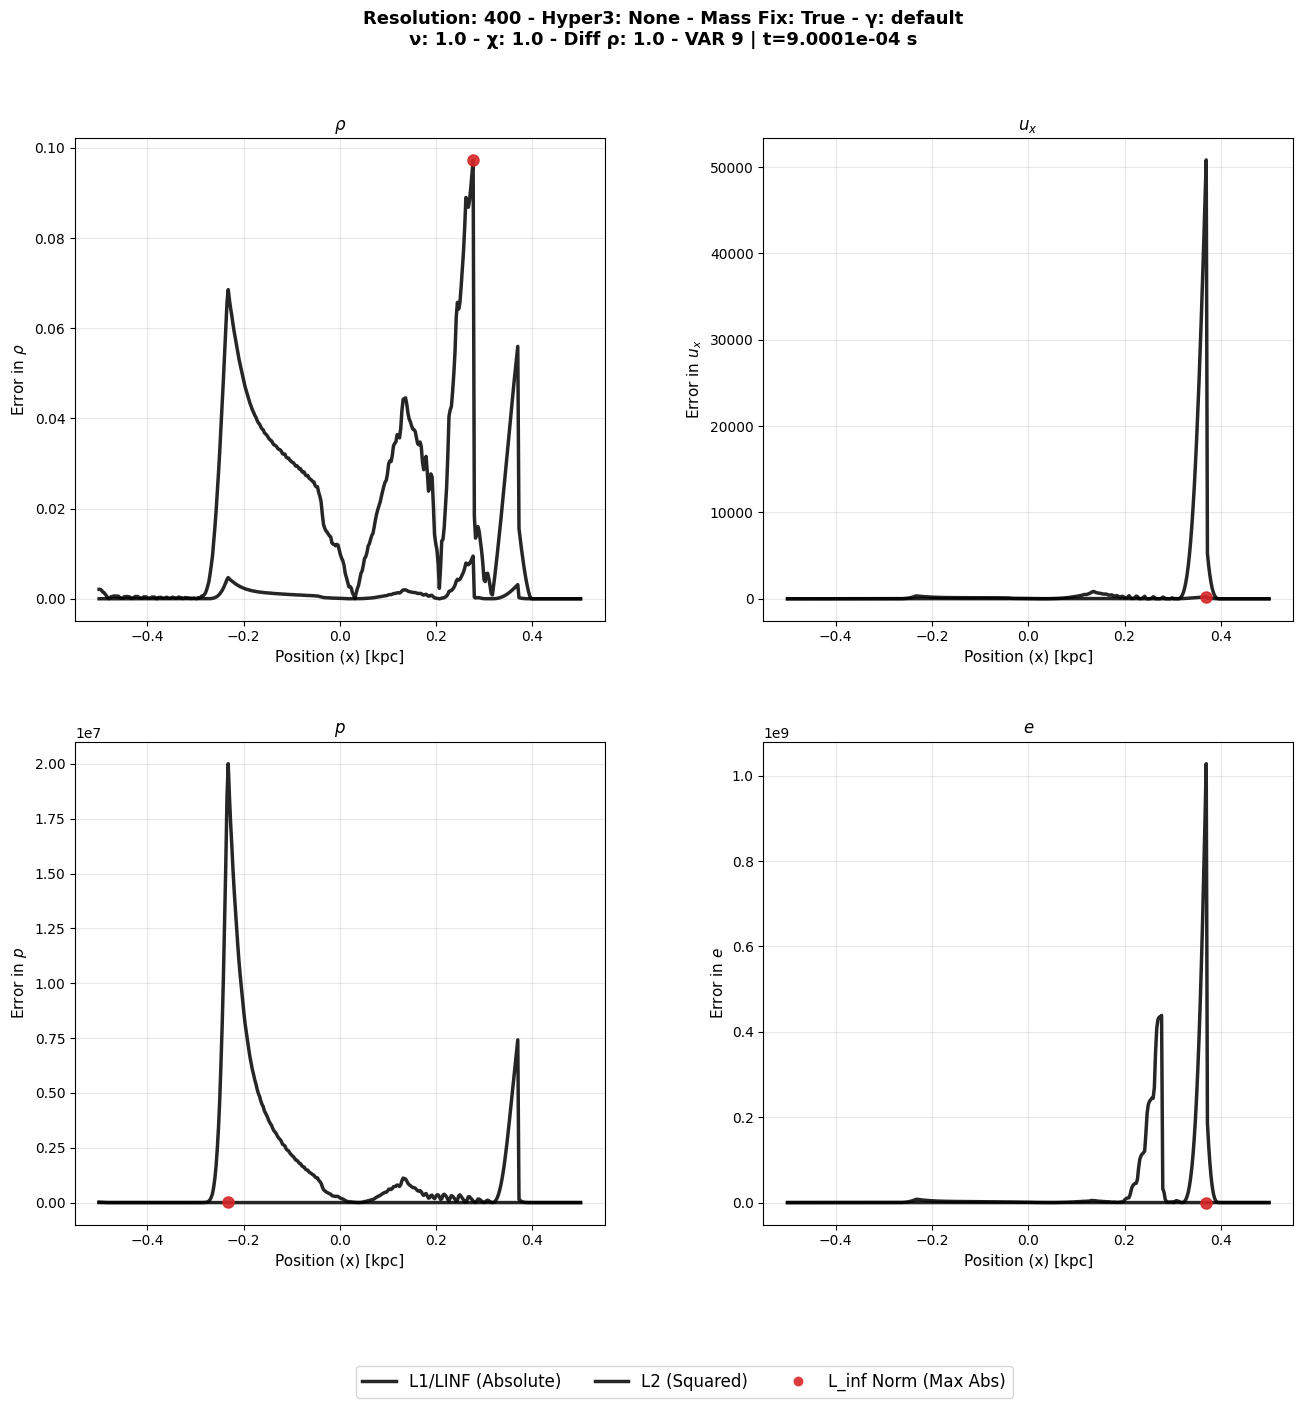 Resolution: 400 - Hyper3: None - Mass Fix: True - γ: default
ν: 1.0 - χ: 1.0 - Diff ρ: 1.0 - VAR 9 | t=9.0001e-04 s
ρ
0.10
0.08
0.06
0.04
0.02
0.00
Error in ρ
−0.4 −0.2 0.0 0.2 0.4
Position (x) [kpc]
u_x
50000
40000
30000
20000
10000
0
Error in u_x
−0.4 −0.2 0.0 0.2 0.4
Position (x) [kpc]
p
1e7
2.00
1.75
1.50
1.25
1.00
0.75
0.50
0.25
0.00
Error in p
−0.4 −0.2 0.0 0.2 0.4
Position (x) [kpc]
e
1e9
1.0
0.8
0.6
0.4
0.2
0.0
Error in e
−0.4 −0.2 0.0 0.2 0.4
Position (x) [kpc]
L1/LINF (Absolute) L2 (Squared) L_inf Norm (Max Abs)